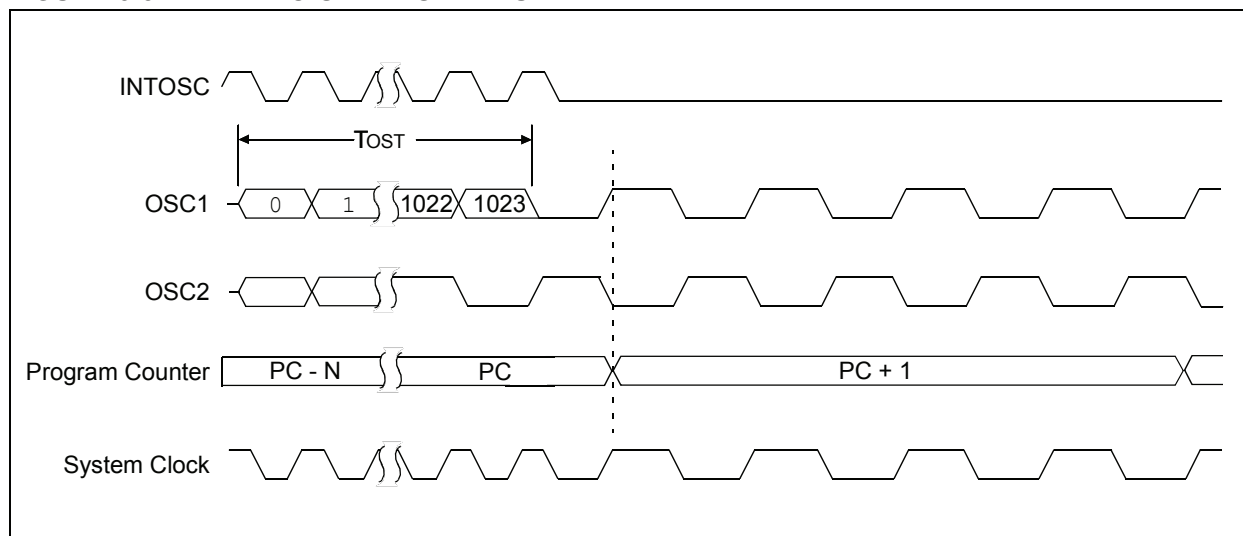 INTOSC
TOST
OSC1 0 1 1022 1023
OSC2
Program Counter PC - N PC PC + 1
System Clock